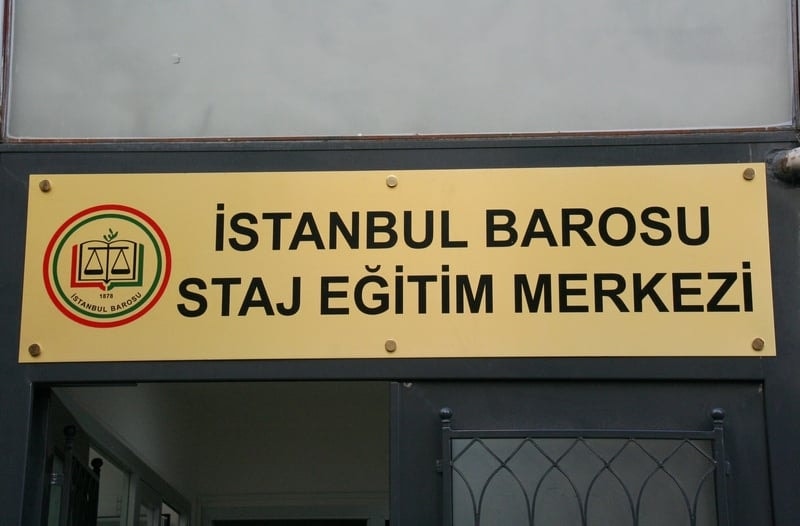 İSTANBUL BAROSU
STAJ EĞİTİM MERKEZİ
1878
İSTANBUL BAROSU